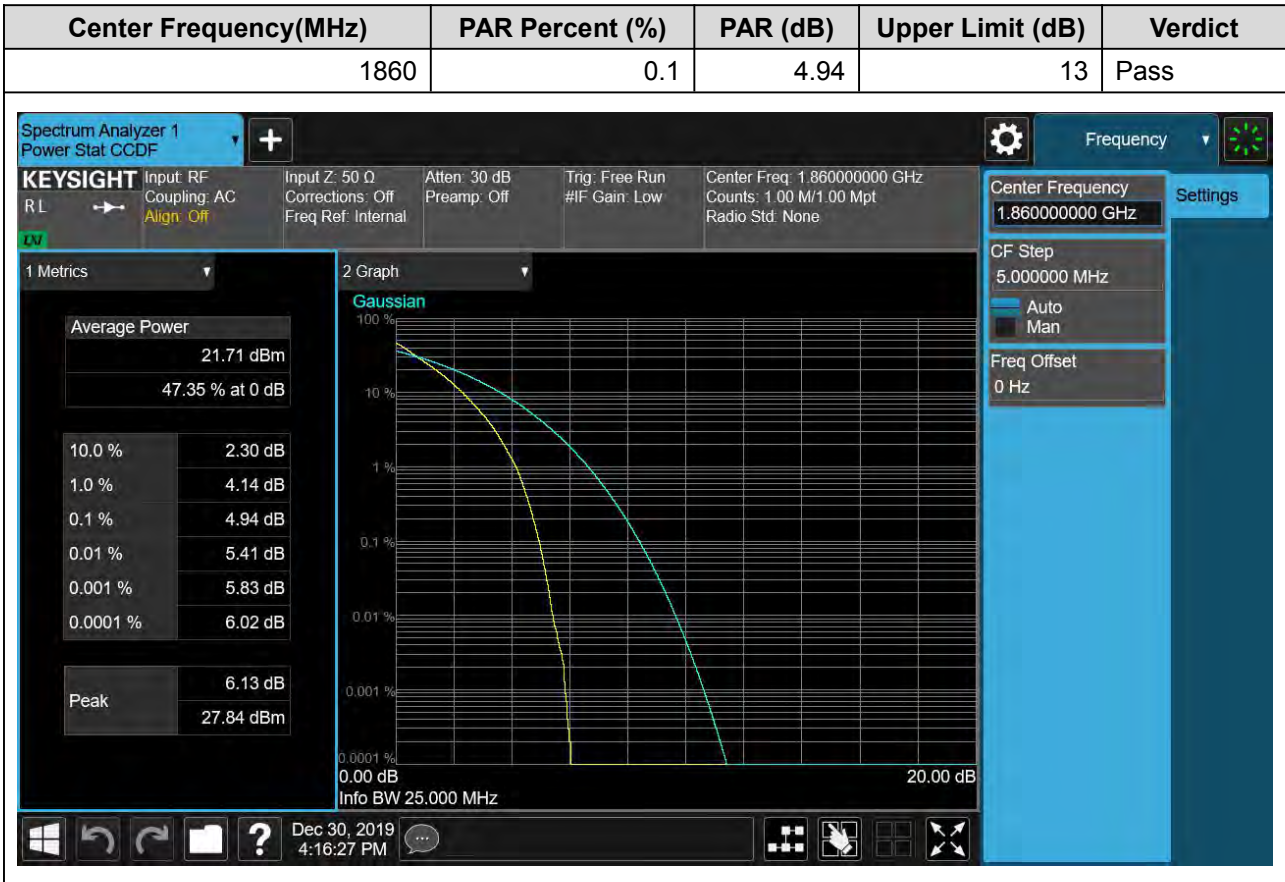 Center Frequency(MHz) PAR Percent (%) PAR (dB) Upper Limit (dB) Verdict
1860 0.1 4.94 13 Pass
Spectrum Analyzer 1
Power Stat CCDF
Frequency
KEYSIGHT Input: RF Input Z: 50 Ω Atten: 30 dB Trig: Free Run Center Freq: 1.860000000 GHz
R L Coupling: AC Corrections: Off Preamp: Off #IF Gain: Low Counts: 1.00 M/1.00 Mpt
Align: Off Freq Ref: Internal Radio Std: None
Center Frequency
1.860000000 GHz
Settings
CF Step
5.000000 MHz
Auto
Man
Freq Offset
0 Hz
1 Metrics
Average Power
21.71 dBm
47.35 % at 0 dB
10.0 % 2.30 dB
1.0 % 4.14 dB
0.1 % 4.94 dB
0.01 % 5.41 dB
0.001 % 5.83 dB
0.0001 % 6.02 dB
Peak 6.13 dB
27.84 dBm
2 Graph
Gaussian
100 %
10 %
1 %
0.1 %
0.01 %
0.001 %
0.0001 %
0.00 dB 20.00 dB
Info BW 25.000 MHz
?
Dec 30, 2019
4:16:27 PM